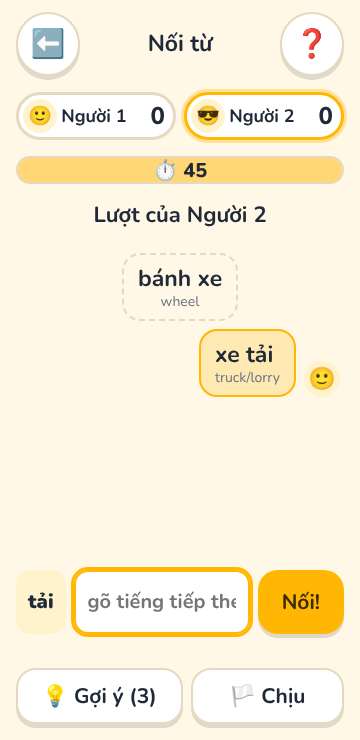 Nối từ
Người 1 0
Người 2 0
45
Lượt của Người 2
bánh xe
wheel
xe tải
truck/lorry
tải
gõ tiếng tiếp the
Nối!
Gợi ý (3)
Chịu